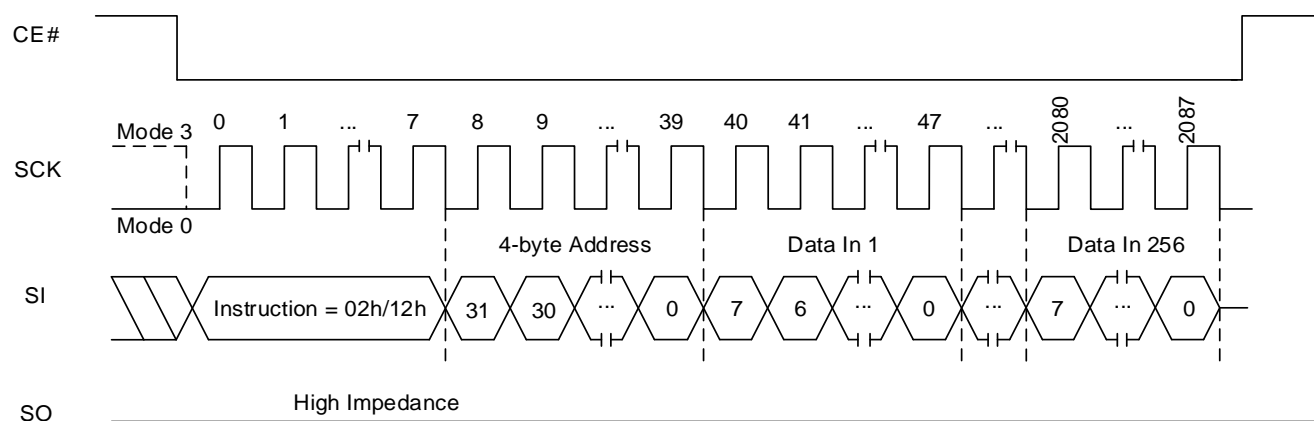 CE#
SCK
Mode 3
Mode 0
0 1 ... 7 8 9 ... 39 40 41 ... 47 ... 2080 ... 2087
4-byte Address Data In 1 Data In 256
SI
Instruction = 02h/12h 31 30 ... 0 7 6 ... 0 ... 7 ... 0
SO
High Impedance